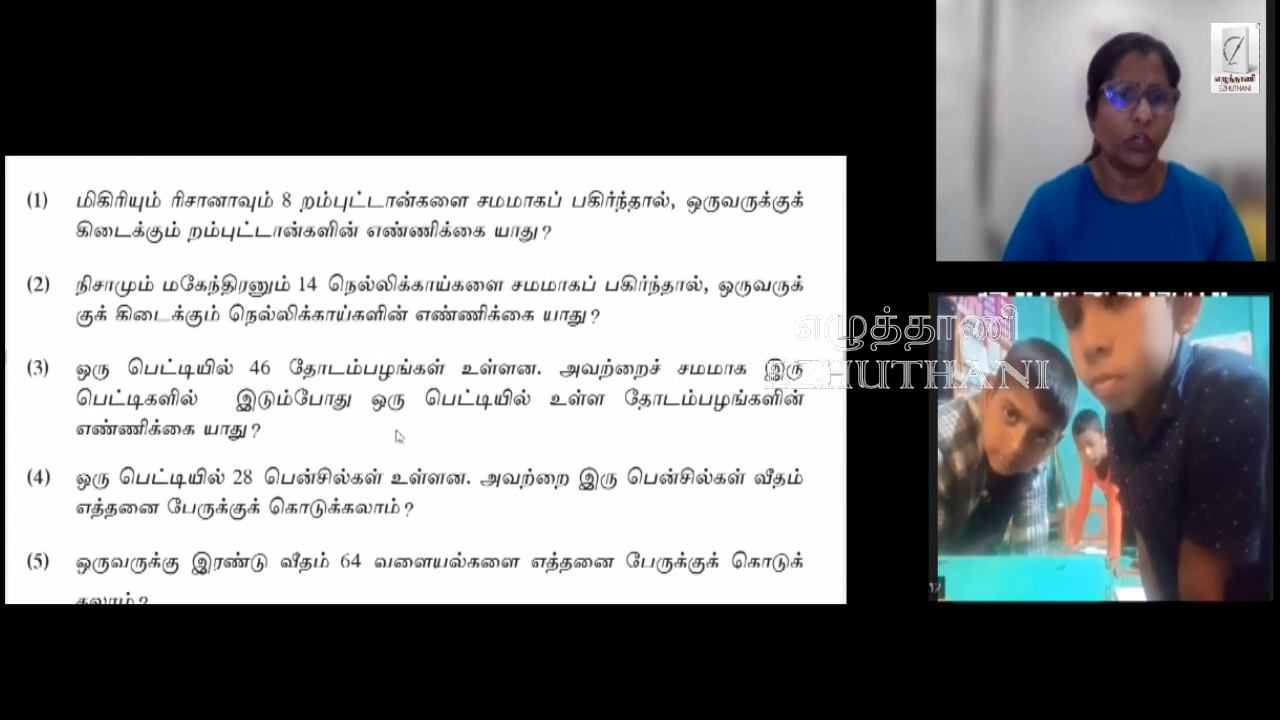 (1) மிகிரியும் ரிசானாவும் 8 றம்புட்டான்களை சமமாகப் பகிர்ந்தால், ஒருவருக்குக்
கிடைக்கும் றம்புட்டான்களின் எண்ணிக்கை யாது?
(2) நிசாமும் மகேந்திரனும் 14 நெல்லிக்காய்களை சமமாகப் பகிர்ந்தால், ஒருவருக்
குக் கிடைக்கும் நெல்லிக்காய்களின் எண்ணிக்கை யாது?
(3) ஒரு பெட்டியில் 46 தோடம்பழங்கள் உள்ளன. அவற்றைச் சமமாக இரு
பெட்டிகளில் இடும்போது ஒரு பெட்டியில் உள்ள தோடம்பழங்களின்
எண்ணிக்கை யாது?
(4) ஒரு பெட்டியில் 28 பென்சில்கள் உள்ளன. அவற்றை இரு பென்சில்கள் வீதம்
எத்தனை பேருக்குக் கொடுக்கலாம்?
(5) ஒருவருக்கு இரண்டு வீதம் 64 வளையல்களை எத்தனை பேருக்குக் கொடுக்
கலாம்?
எழுத்தாணி
EZHUTHANI
எழுத்தாணி
EZHUTHANI